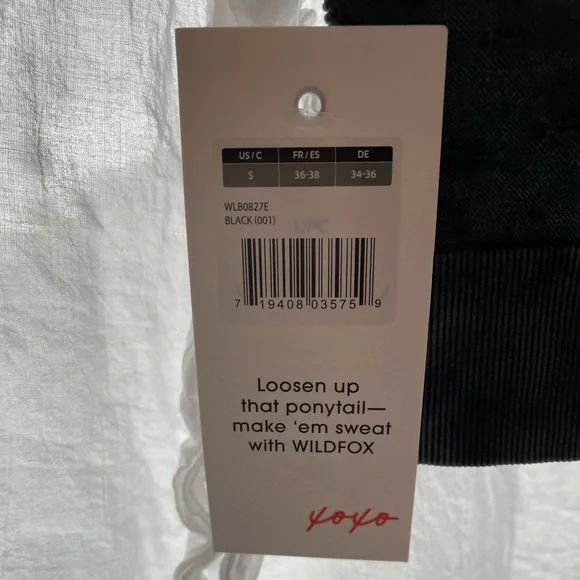 US / C FR / ES DE
S 36-38 34-36
WLB0827E
BLACK (001)
7 19408 03575 9
Loosen up
that ponytail—
make ‘em sweat
with WILDFOX
xoxo